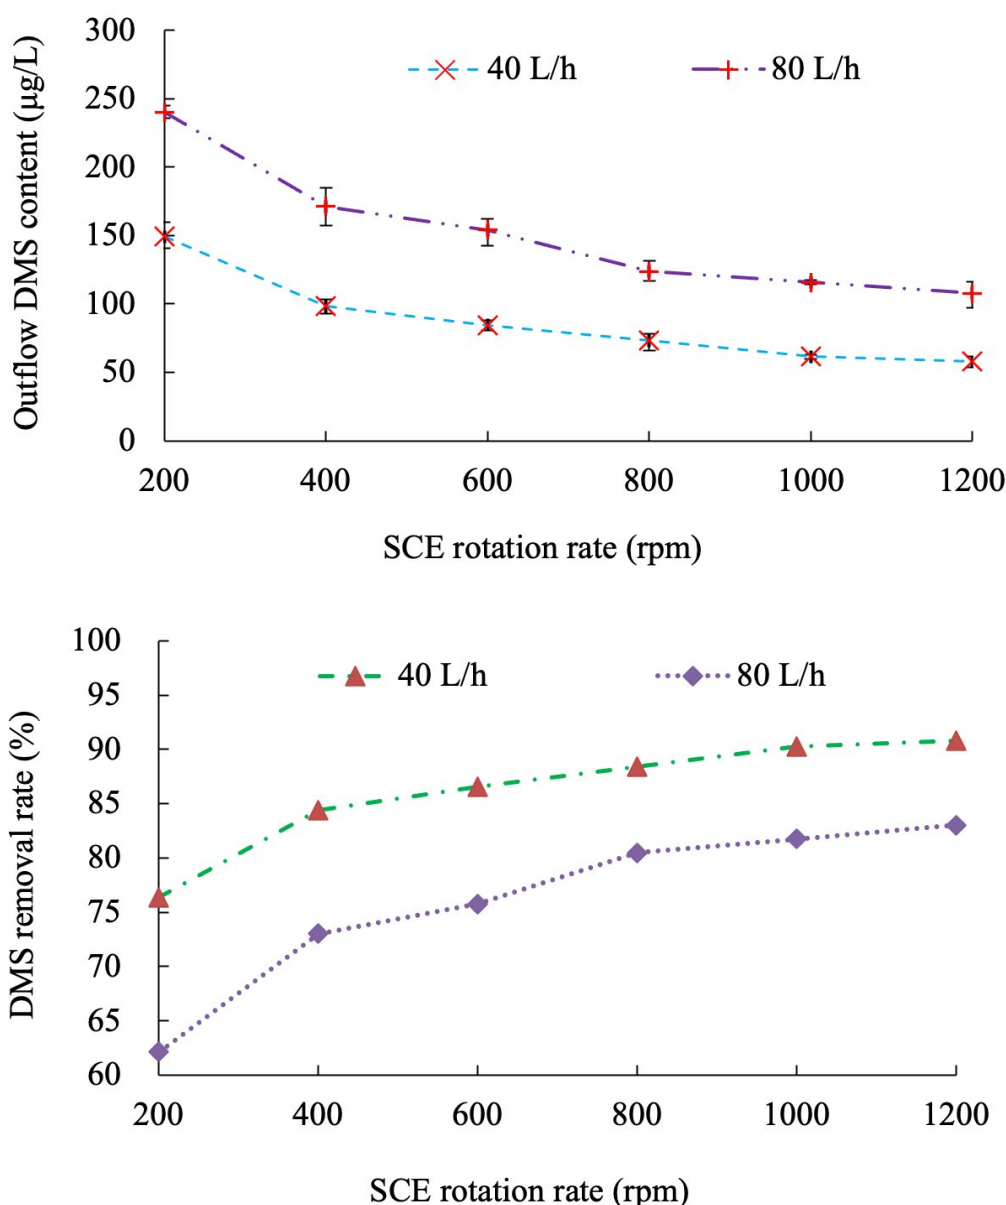 Outflow DMS content (µg/L)
300
250
200
150
100
50
0
40 L/h
80 L/h
200 400 600 800 1000 1200
SCE rotation rate (rpm)
DMS removal rate (%)
100
95
90
85
80
75
70
65
60
40 L/h
80 L/h
200 400 600 800 1000 1200
SCE rotation rate (rpm)